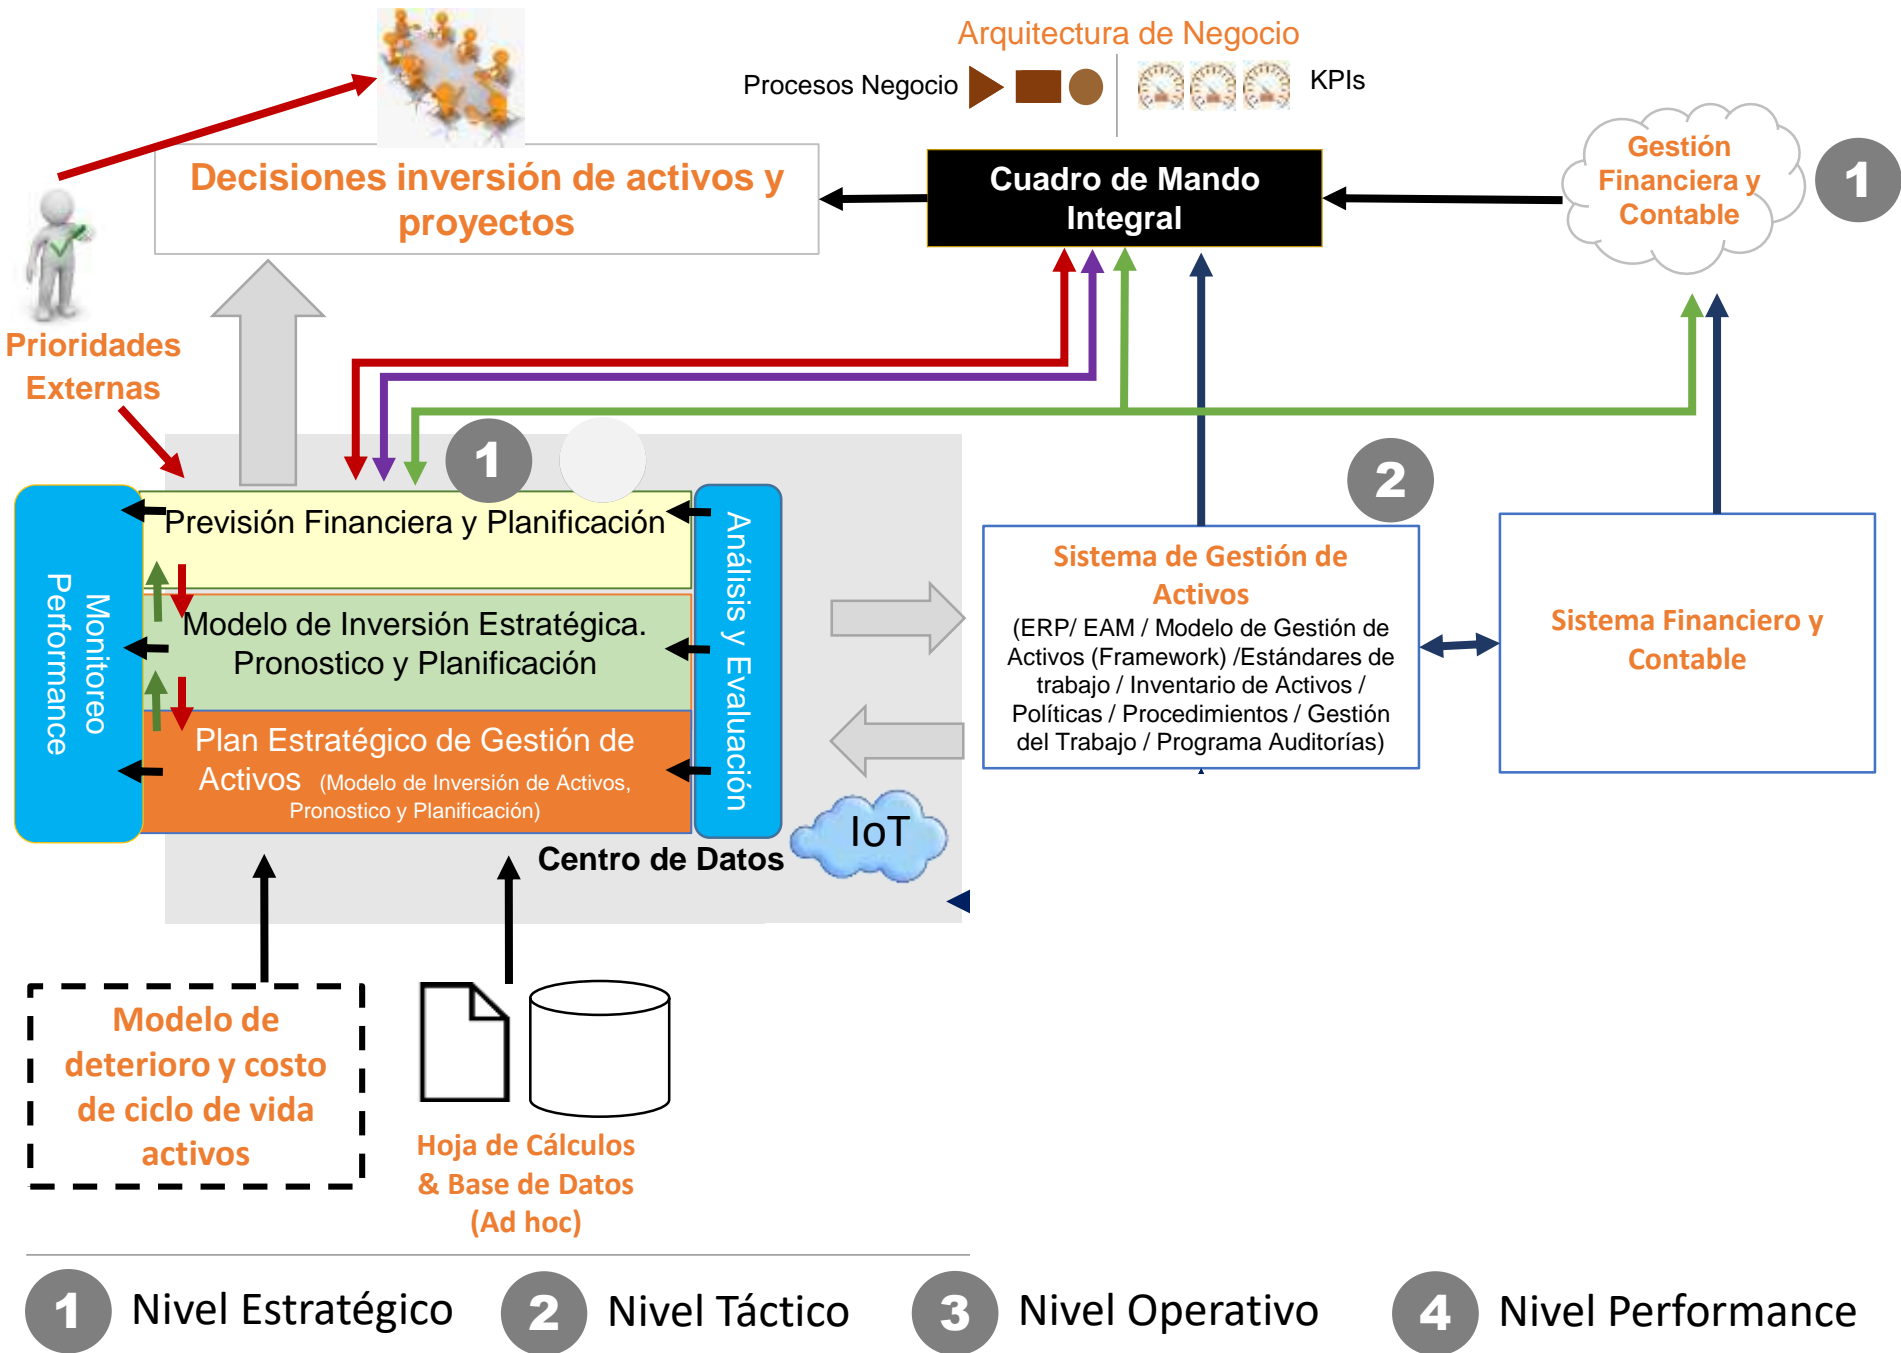 Arquitectura de Negocio
Procesos Negocio
KPIs
Decisiones inversión de activos y
proyectos
Cuadro de Mando
Integral
Gestión
Financiera y
Contable
1
Prioridades
Externas
1
2
Previsión Financiera y Planificación
Modelo de Inversión Estratégica.
Pronostico y Planificación
Plan Estratégico de Gestión de
Activos (Modelo de Inversión de Activos,
Pronostico y Planificación)
Monitoreo
Performance
Análisis y Evaluación
Sistema de Gestión de
Activos
(ERP/ EAM / Modelo de Gestión de
Activos (Framework) /Estándares de
trabajo / Inventario de Activos /
Políticas / Procedimientos / Gestión
del Trabajo / Programa Auditorías)
Sistema Financiero y
Contable
IoT
Centro de Datos
Modelo de
deterioro y costo
de ciclo de vida
activos
Hoja de Cálculos
& Base de Datos
(Ad hoc)
1 Nivel Estratégico
2 Nivel Táctico
3 Nivel Operativo
4 Nivel Performance